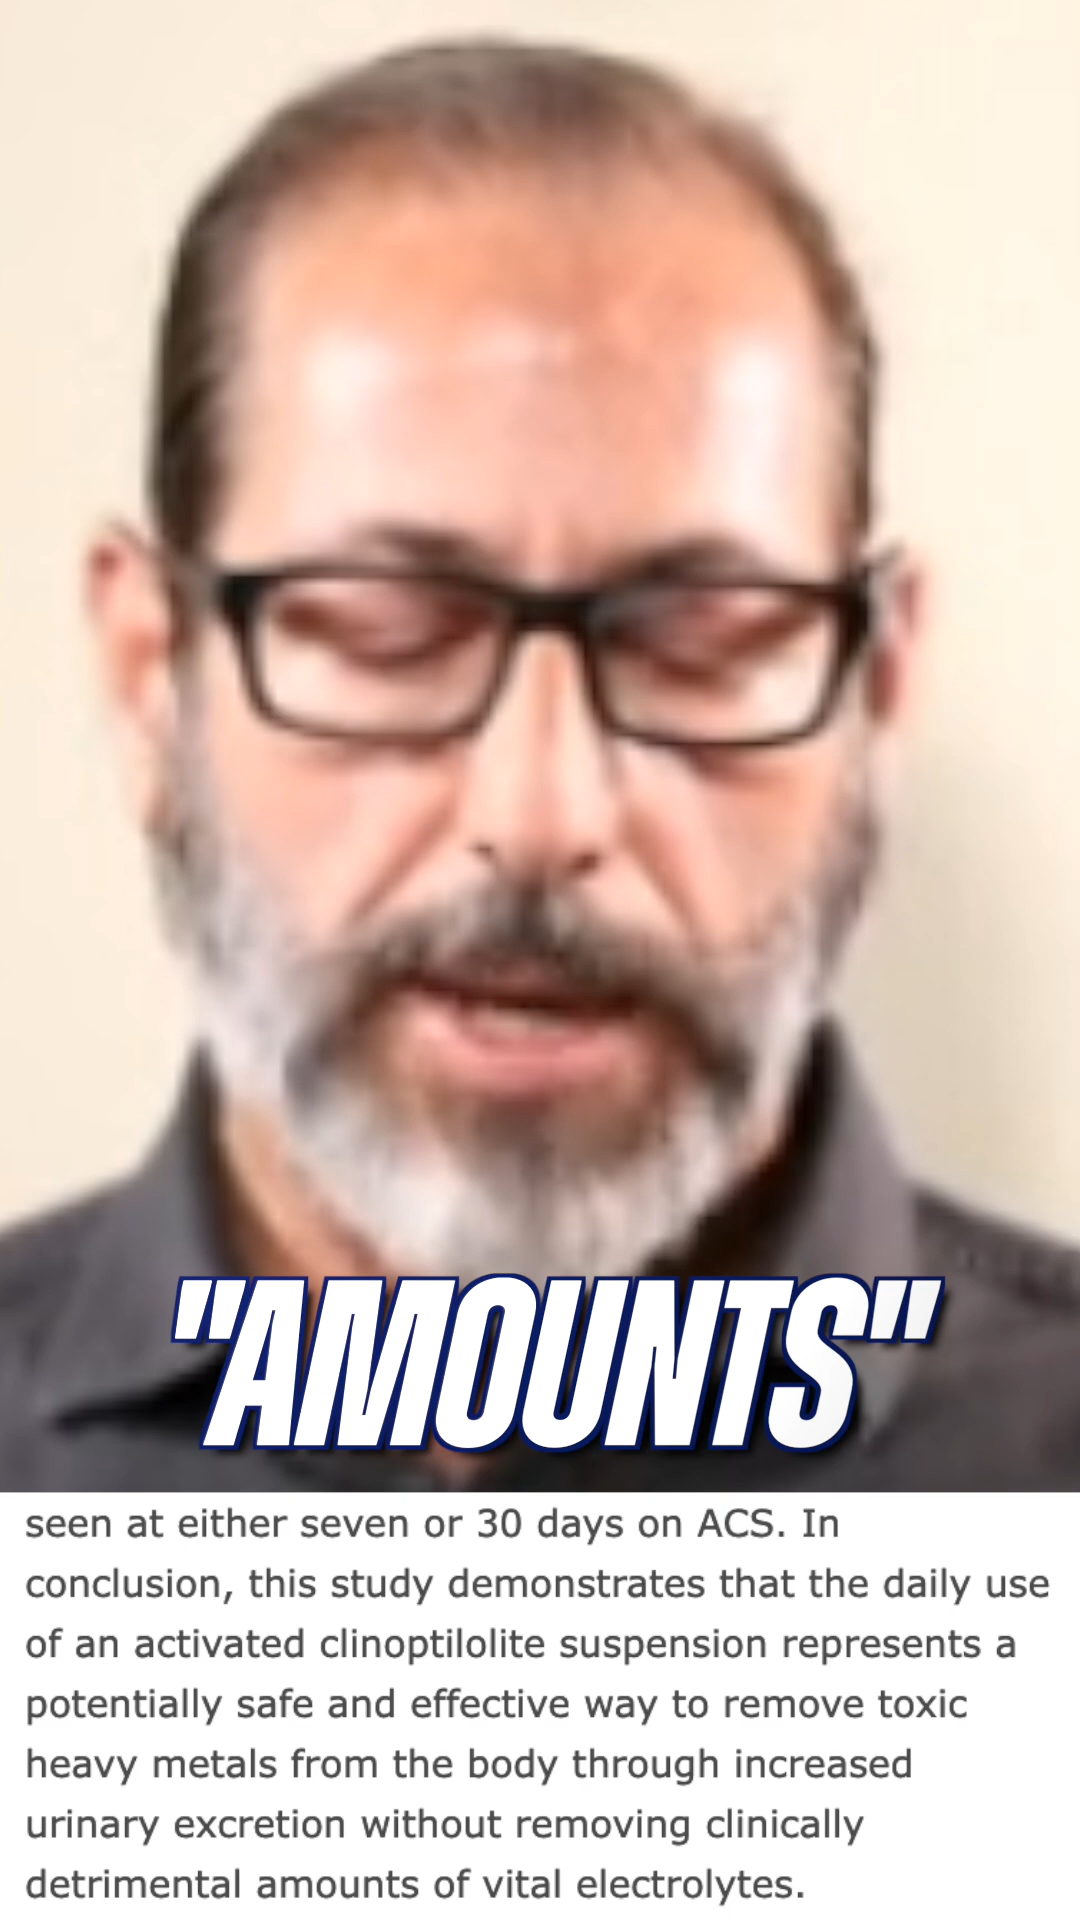 "AMOUNTS"
seen at either seven or 30 days on ACS. In
conclusion, this study demonstrates that the daily use
of an activated clinoptilolite suspension represents a
potentially safe and effective way to remove toxic
heavy metals from the body through increased
urinary excretion without removing clinically
detrimental amounts of vital electrolytes.